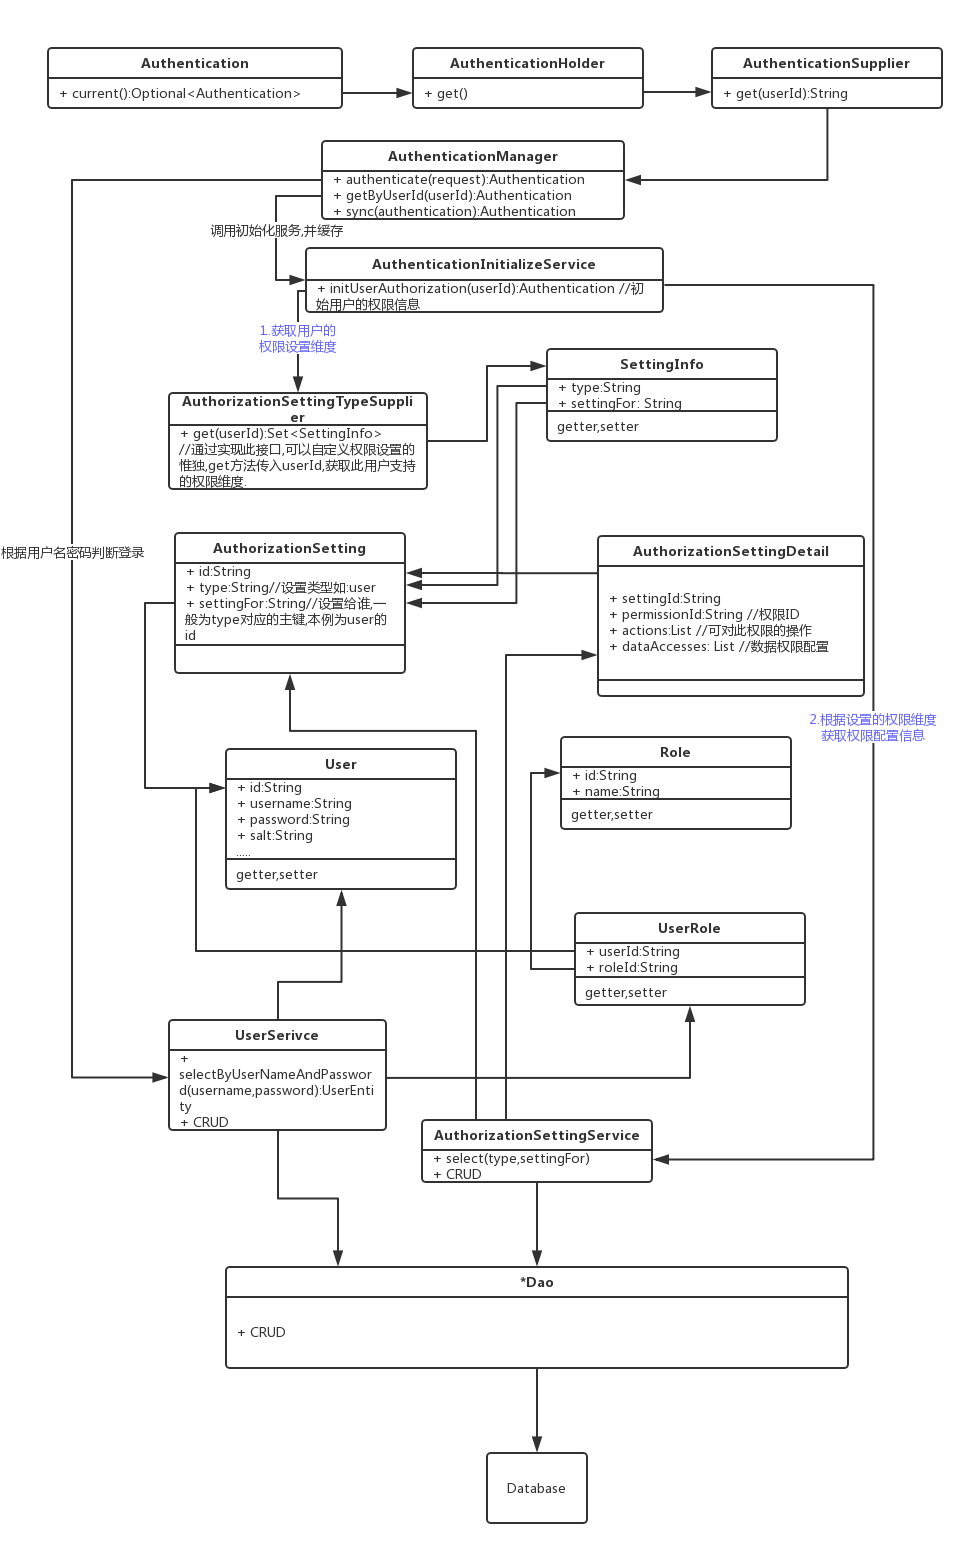 Authentication
+ current():Optional<Authentication>
AuthenticationHolder
+ get()
AuthenticationSupplier
+ get(userId):String
AuthenticationManager
+ authenticate(request):Authentication
+ getByUserId(userId):Authentication
+ sync(authentication):Authentication
调用初始化服务,并缓存
AuthenticationInitializeService
+ initUserAuthorization(userId):Authentication //初
始用户的权限信息
1.获取用户的
权限设置维度
SettingInfo
+ type:String
+ settingFor: String
getter,setter
AuthorizationSettingTypeSuppli
er
+ get(userId):Set<SettingInfo>
//通过实现此接口,可以自定义权限设置的
惟独,get方法传入userId,获取此用户支持
的权限维度.
根据用户名密码判断登录
AuthorizationSetting
+ id:String
+ type:String//设置类型如:user
+ settingFor:String//设置给谁,一
般为type对应的主键,本例为user的
id
AuthorizationSettingDetail
+ settingId:String
+ permissionId:String //权限ID
+ actions:List //可对此权限的操作
+ dataAccesses: List //数据权限配置
2.根据设置的权限维度
获取权限配置信息
User
+ id:String
+ username:String
+ password:String
+ salt:String
.....
getter,setter
Role
+ id:String
+ name:String
getter,setter
UserRole
+ userId:String
+ roleId:String
getter,setter
UserSerivce
+
selectByUserNameAndPasswor
d(username,password):UserEnti
ty
+ CRUD
AuthorizationSettingService
+ select(type,settingFor)
+ CRUD
*Dao
+ CRUD
Database